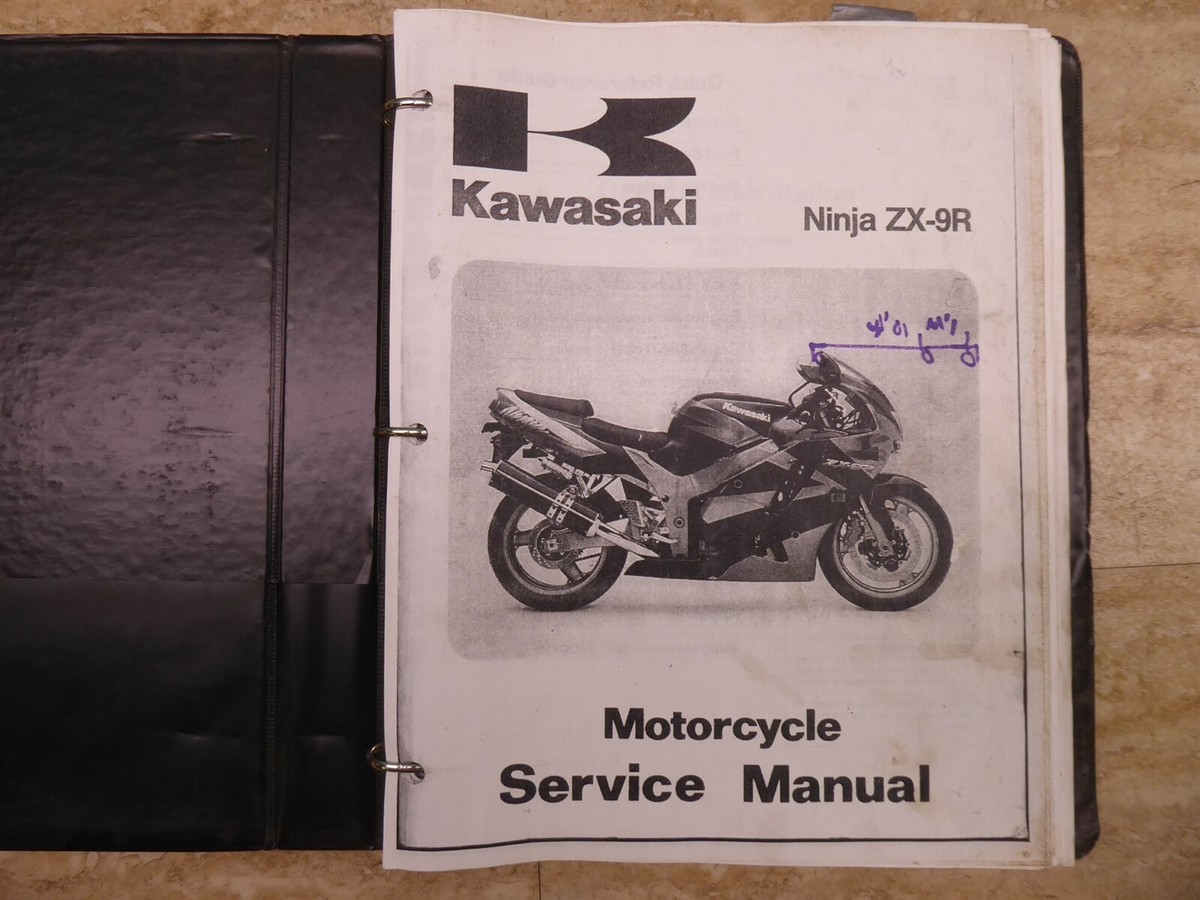 Kawasaki
Ninja ZX-9R
Kawasaki
Motorcycle
Service Manual